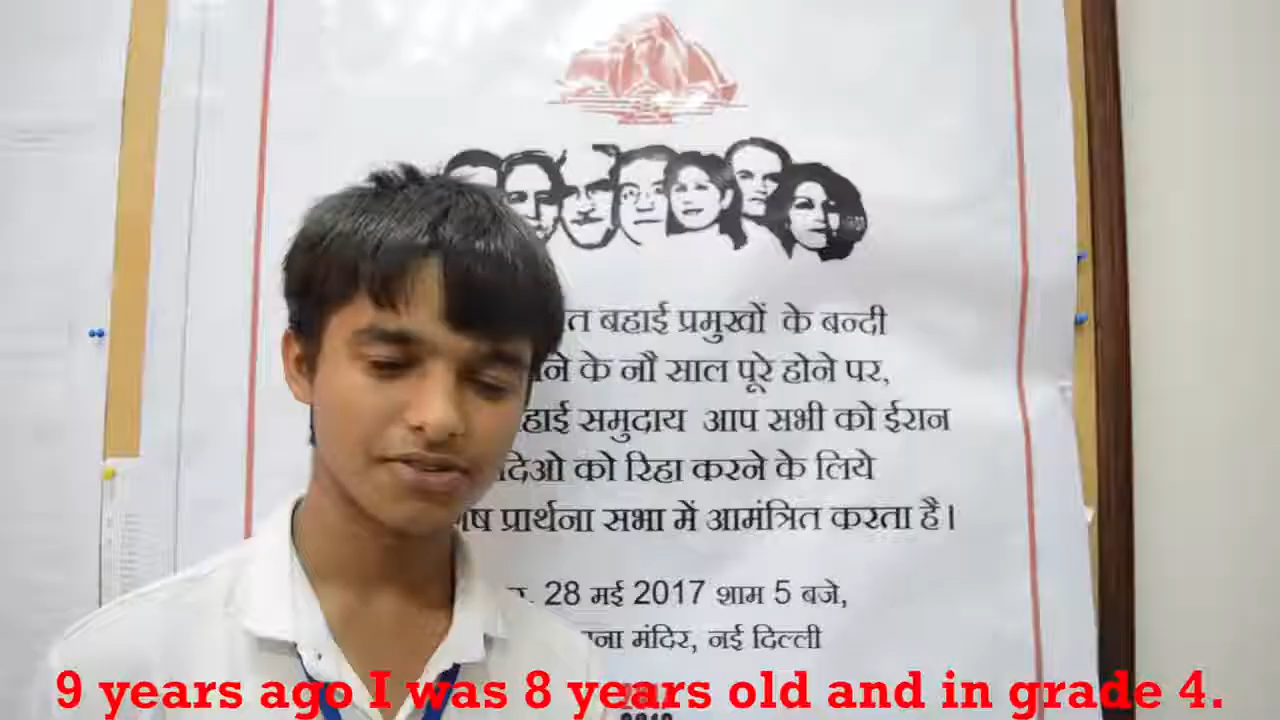 बहाई प्रमुखों के बन्दी
के नौ साल पूरे होने पर,
समुदाय आप सभी को ईरान
को रिहा करने के लिये
प्रार्थना सभा में आमंत्रित करता है।
28 मई 2017 शाम 5 बजे,
मंदिर, नई दिल्ली
9 years ago I was 8 years old and in grade 4.